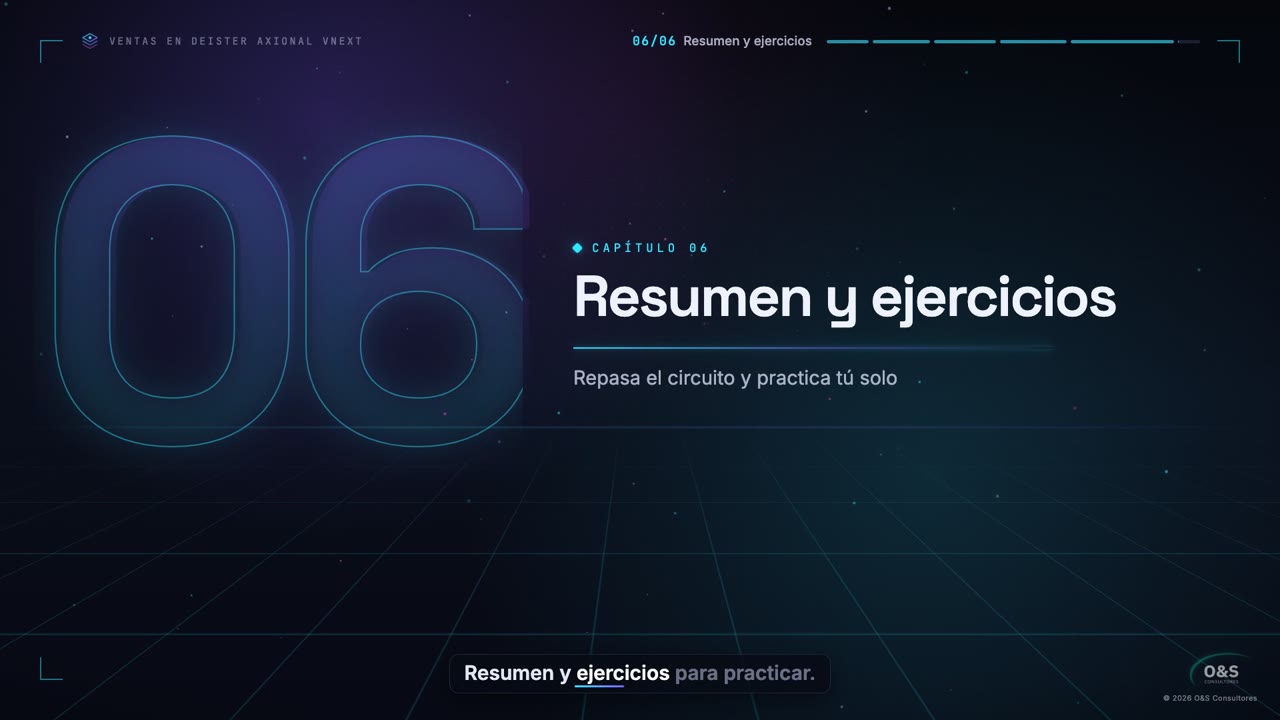 VENTAS EN DEISTER AXIONAL VNEXT
06/06 Resumen y ejercicios
06
CAPÍTULO 06
Resumen y ejercicios
Repasa el circuito y practica tú solo
Resumen y ejercicios para practicar.
O&S
CONSULTORES
© 2026 O&S Consultores